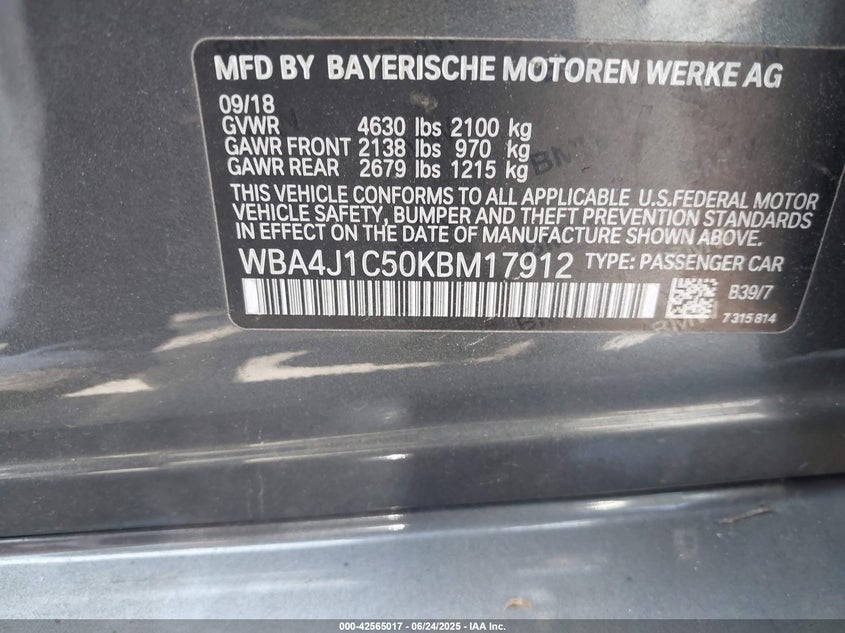 MFD BY BAYERISCHE MOTOREN WERKE AG
09/18
GVWR 4630 lbs 2100 kg
GAWR FRONT 2138 lbs 970 kg
GAWR REAR 2679 lbs 1215 kg
THIS VEHICLE CONFORMS TO ALL APPLICABLE U.S.FEDERAL MOTOR
VEHICLE SAFETY, BUMPER AND THEFT PREVENTION STANDARDS
IN EFFECT ON THE DATE OF MANUFACTURE SHOWN ABOVE.
WBA4J1C50KBM17912 TYPE: PASSENGER CAR
B39/7
7315814
000-42565017 - 06/24/2025 - IAA Inc.